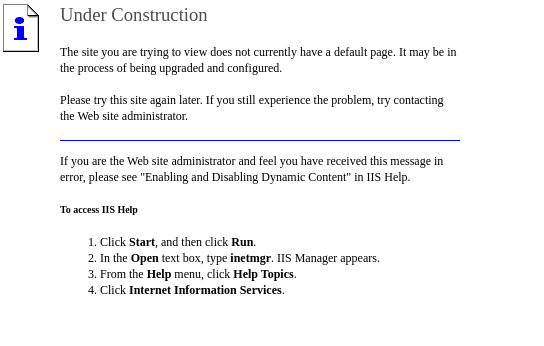 Under Construction
The site you are trying to view does not currently have a default page. It may be in
the process of being upgraded and configured.
Please try this site again later. If you still experience the problem, try contacting
the Web site administrator.
If you are the Web site administrator and feel you have received this message in
error, please see "Enabling and Disabling Dynamic Content" in IIS Help.
To access IIS Help
1. Click Start, and then click Run.
2. In the Open text box, type inetmgr. IIS Manager appears.
3. From the Help menu, click Help Topics.
4. Click Internet Information Services.